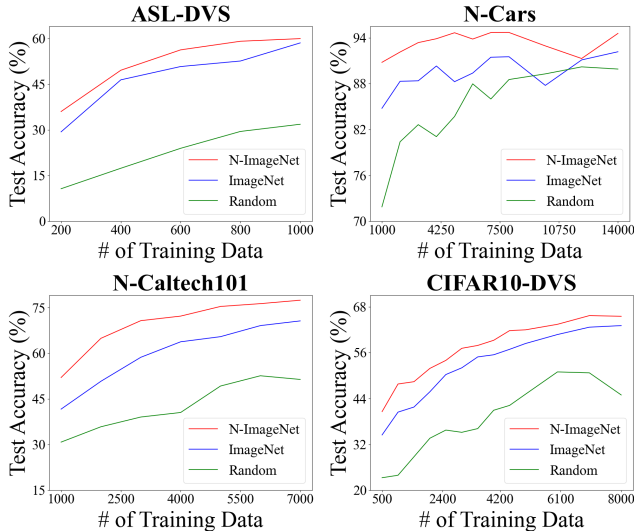 ASL-DVS
Test Accuracy (%)
60
45
30
15
0
N-ImageNet
ImageNet
Random
200 400 600 800 1000
# of Training Data
N-Cars
Test Accuracy (%)
94
88
82
76
70
N-ImageNet
ImageNet
Random
1000 4250 7500 10750 14000
# of Training Data
N-Caltech101
Test Accuracy (%)
75
60
45
30
15
N-ImageNet
ImageNet
Random
1000 2500 4000 5500 7000
# of Training Data
CIFAR10-DVS
Test Accuracy (%)
68
56
44
32
20
N-ImageNet
ImageNet
Random
500 2400 4200 6100 8000
# of Training Data